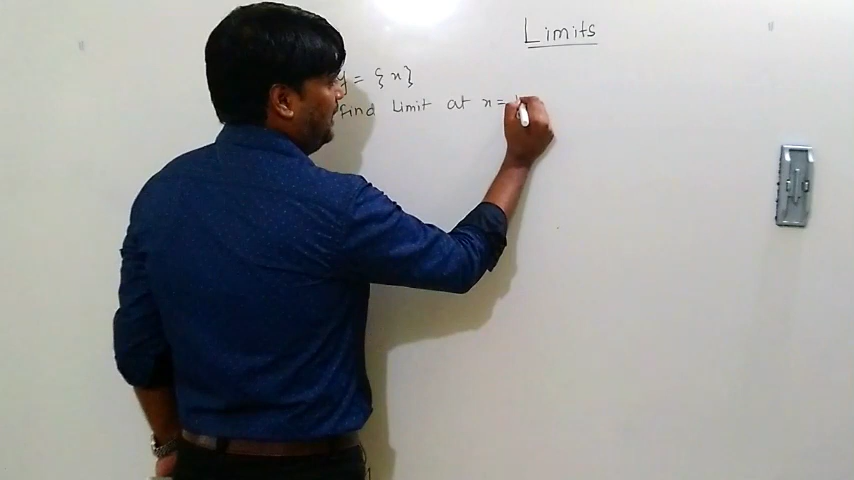 Limits
y = {x}
find Limit at x =